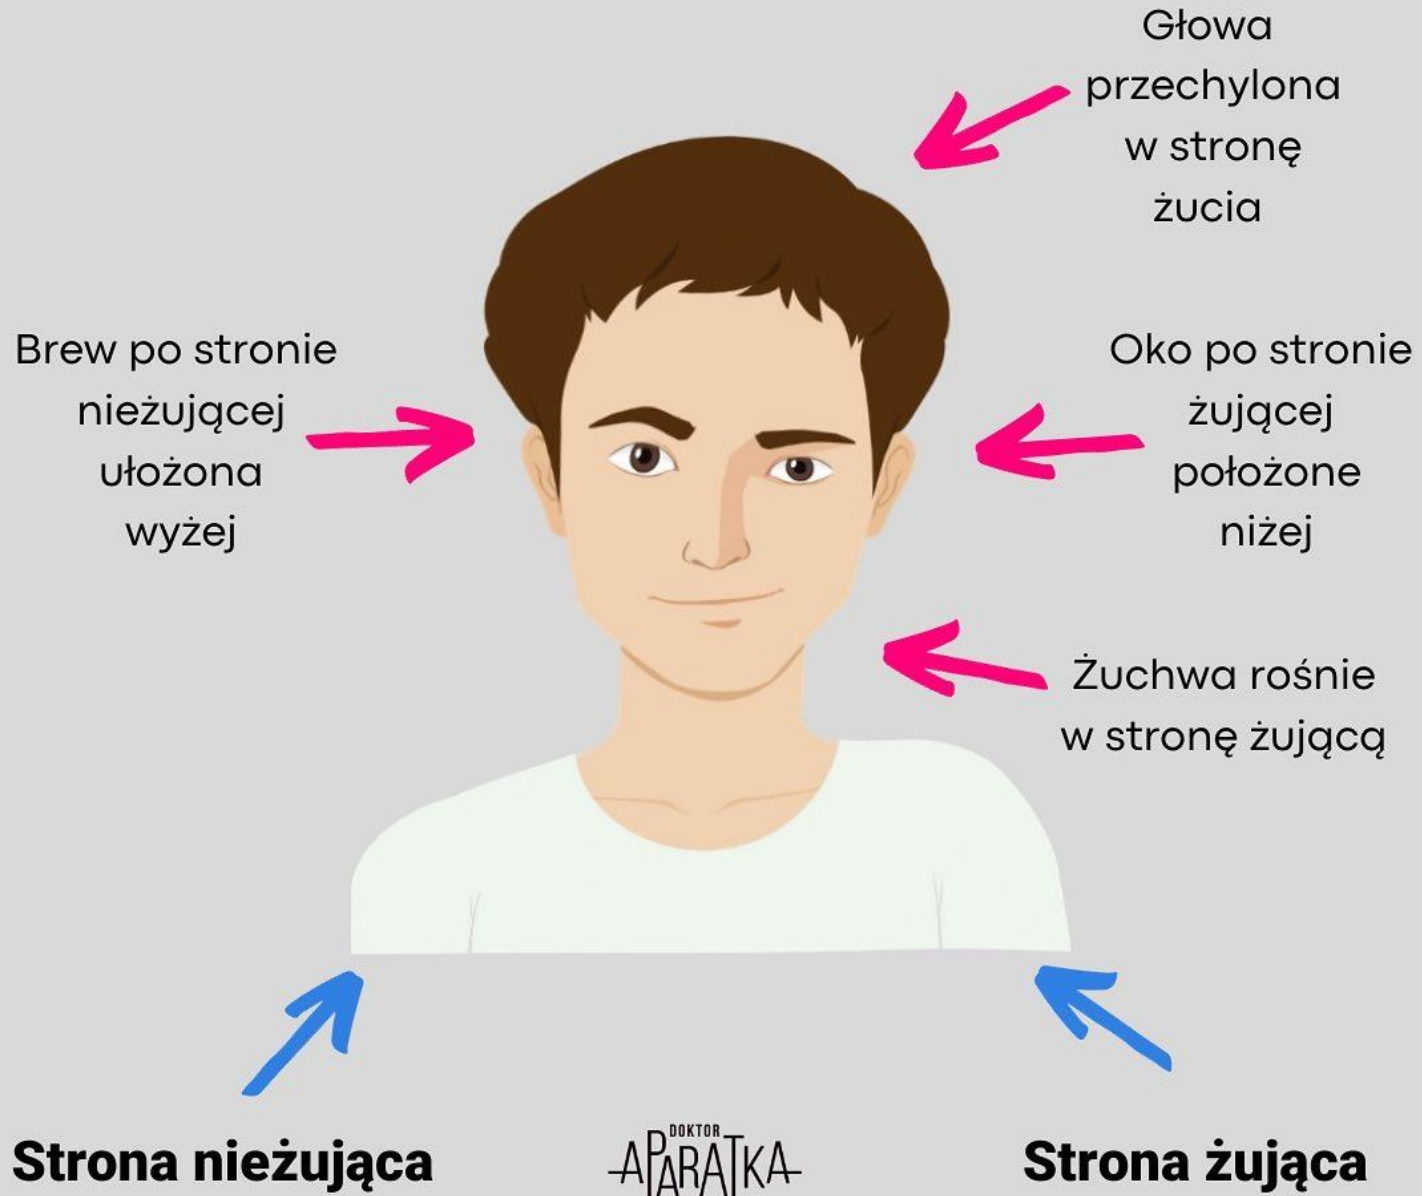 Głowa
przechylona
w stronę
żucia
Brew po stronie
nieżującej
ułożona
wyżej
Oko po stronie
żującej
położone
niżej
Żuchwa rośnie
w stronę żującą
Strona nieżująca
DOKTOR
APARATKA
Strona żująca